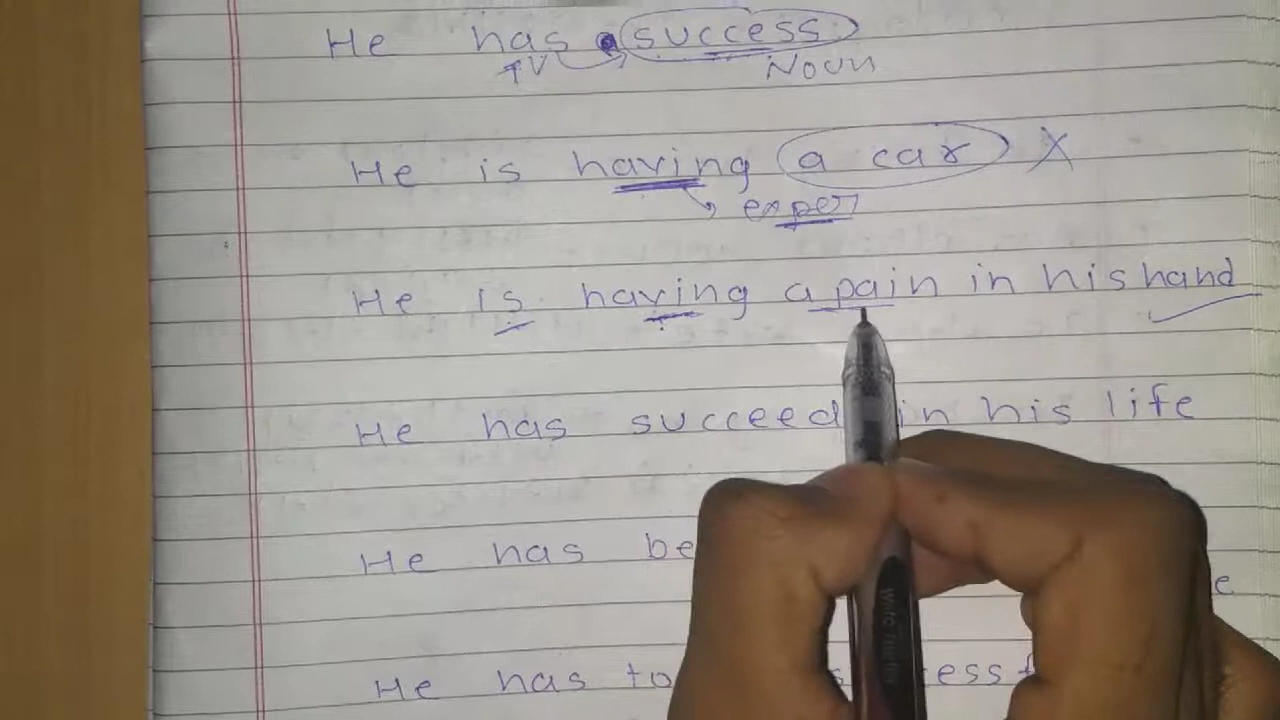 He has success.
TV Noun
He is having a car X
exper
He is having a pain in his hand
He has succeed in his life
He has
He has to